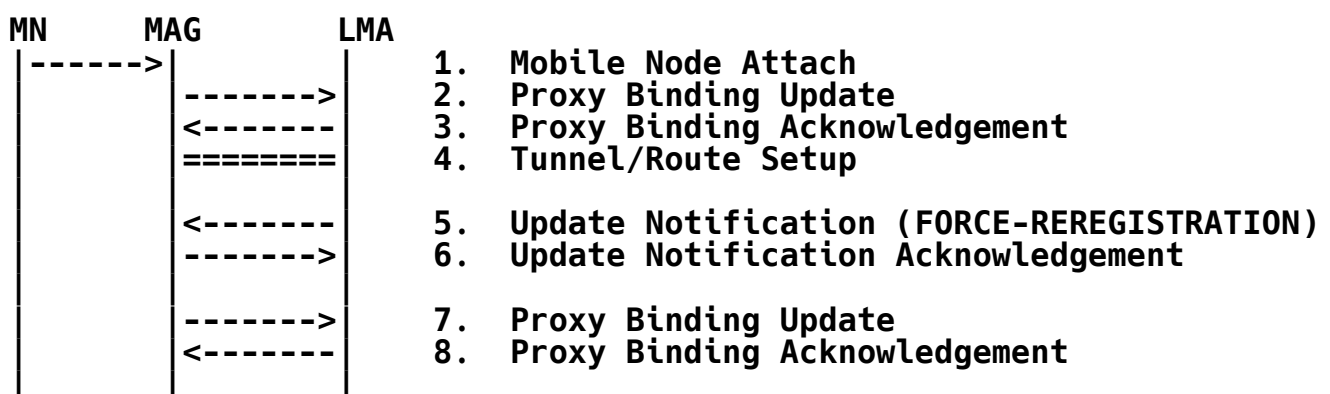 MN MAG LMA
|------>| | 1. Mobile Node Attach
| |------->| 2. Proxy Binding Update
| |<-------| 3. Proxy Binding Acknowledgement
| |========| 4. Tunnel/Route Setup
| |<-------| 5. Update Notification (FORCE-REREGISTRATION)
| |------->| 6. Update Notification Acknowledgement
| |------->| 7. Proxy Binding Update
| |<-------| 8. Proxy Binding Acknowledgement